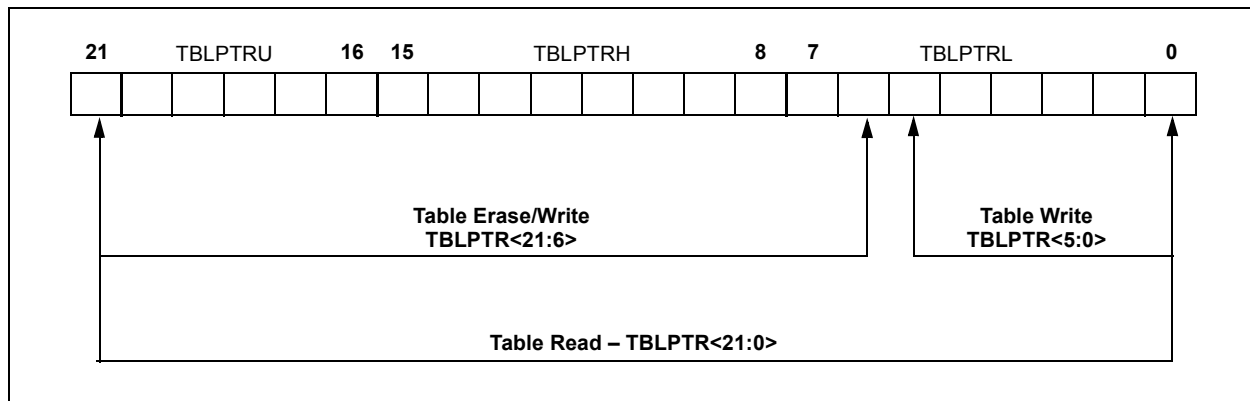 21 TBLPTRU 16 15 TBLPTRH 8 7 TBLPTRL 0
Table Erase/Write
TBLPTR<21:6>
Table Write
TBLPTR<5:0>
Table Read – TBLPTR<21:0>